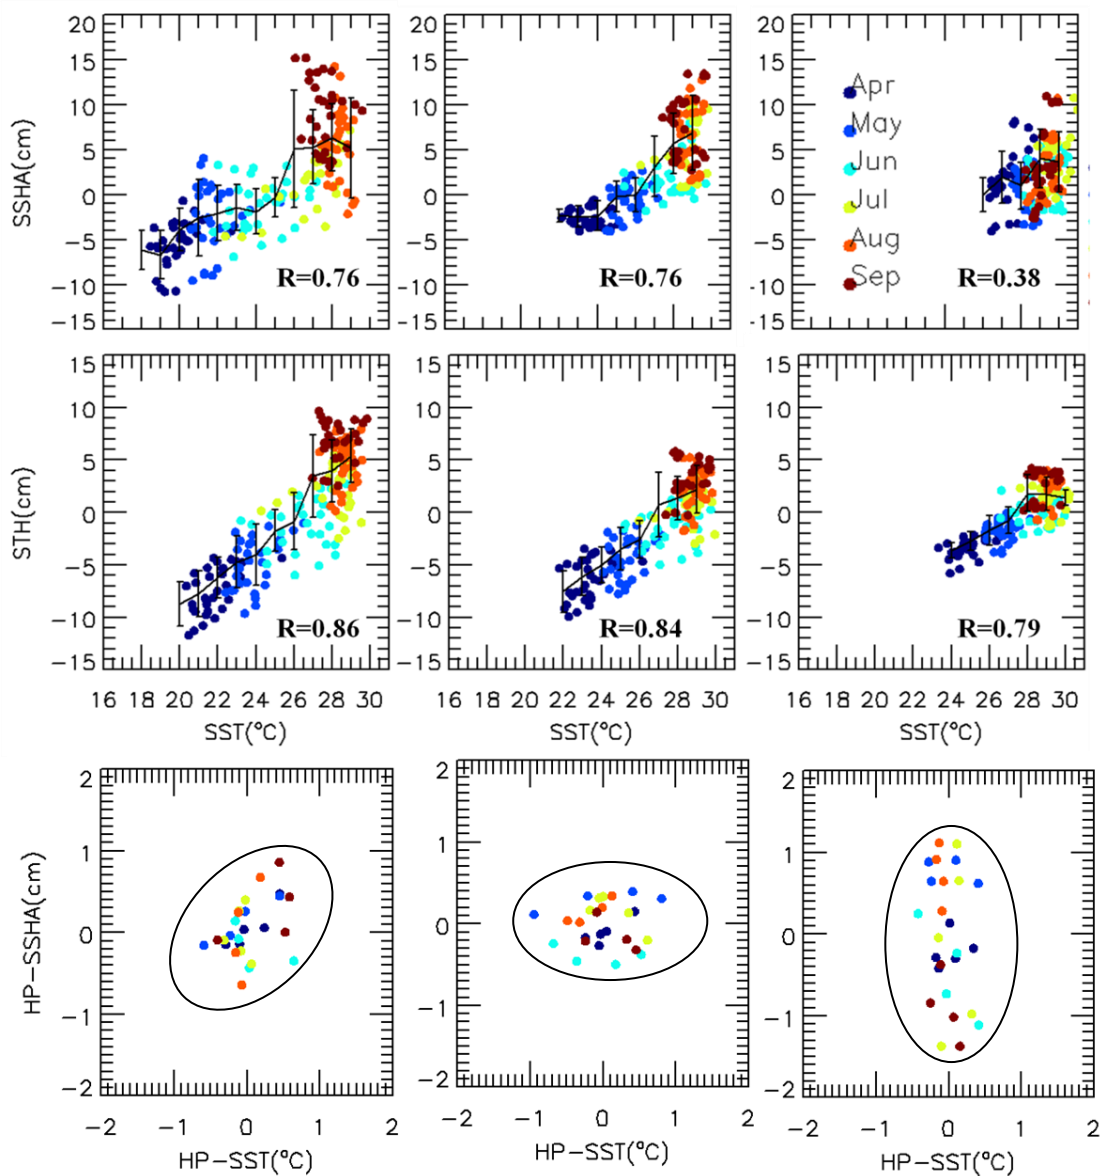 20
15
10
5
0
−5
−10
−15
SSHA(cm)
R=0.76
20
15
10
5
0
−5
-10
-15
R=0.76
20
15
10
5
0
−5
-10
-15
Apr
May
Jun
Jul
Aug
Sep
R=0.38
15
10
5
0
−5
−10
−15
STH(cm)
R=0.86
15
10
5
0
−5
-10
-15
R=0.84
15
10
5
0
−5
-10
-15
R=0.79
16 18 20 22 24 26 28 30
SST(°C)
16 18 20 22 24 26 28 30
SST(°C)
16 18 20 22 24 26 28 30
SST(°C)
2
1
0
−1
−2
HP−SSHA(cm)
−2 −1 0 1 2
HP−SST(°C)
2
1
0
−1
−2
−2 −1 0 1 2
HP−SST(°C)
2
1
0
−1
−2
−2 −1 0 1 2
HP−SST(°C)